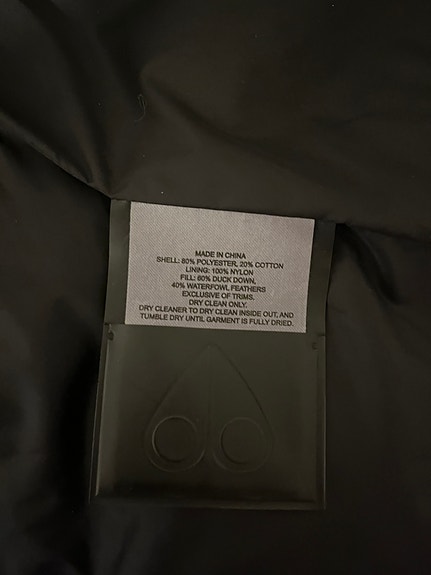 MADE IN CHINA
SHELL: 80% POLYESTER, 20% COTTON
LINING: 100% NYLON
FILL: 60% DUCK DOWN,
40% WATERFOWL FEATHERS
EXCLUSIVE OF TRIMS.
DRY CLEAN ONLY.
DRY CLEANER TO DRY CLEAN INSIDE OUT, AND
TUMBLE DRY UNTIL GARMENT IS FULLY DRIED.